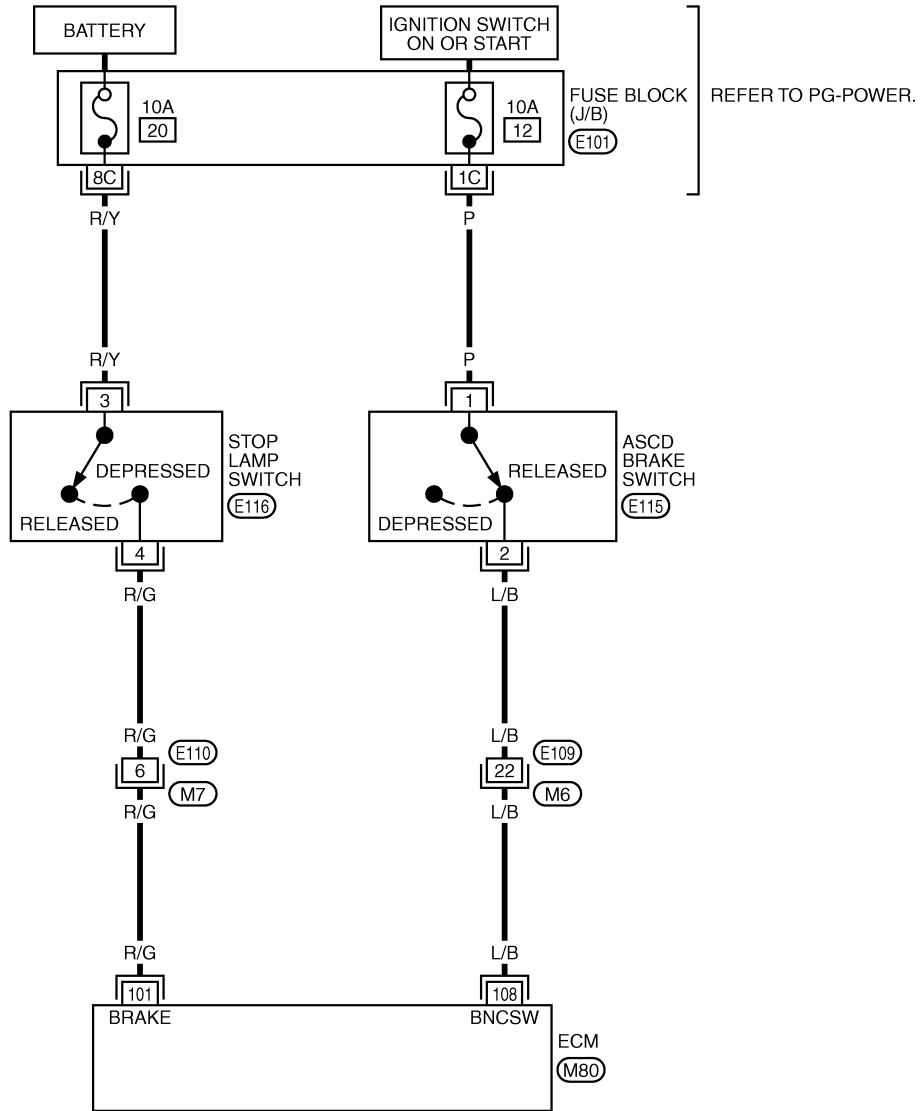 BATTERY
IGNITION SWITCH
ON OR START
10A
20
10A
12
FUSE BLOCK
(J/B)
E101
REFER TO PG-POWER.
8C
1C
R/Y
P
R/Y
P
3
1
DEPRESSED
RELEASED
STOP
LAMP
SWITCH
E116
RELEASED
DEPRESSED
ASCD
BRAKE
SWITCH
E115
4
2
R/G
L/B
R/G
L/B
E110
E109
6
22
M7
M6
R/G
L/B
R/G
L/B
101
108
BRAKE
BNCSW
ECM
M80